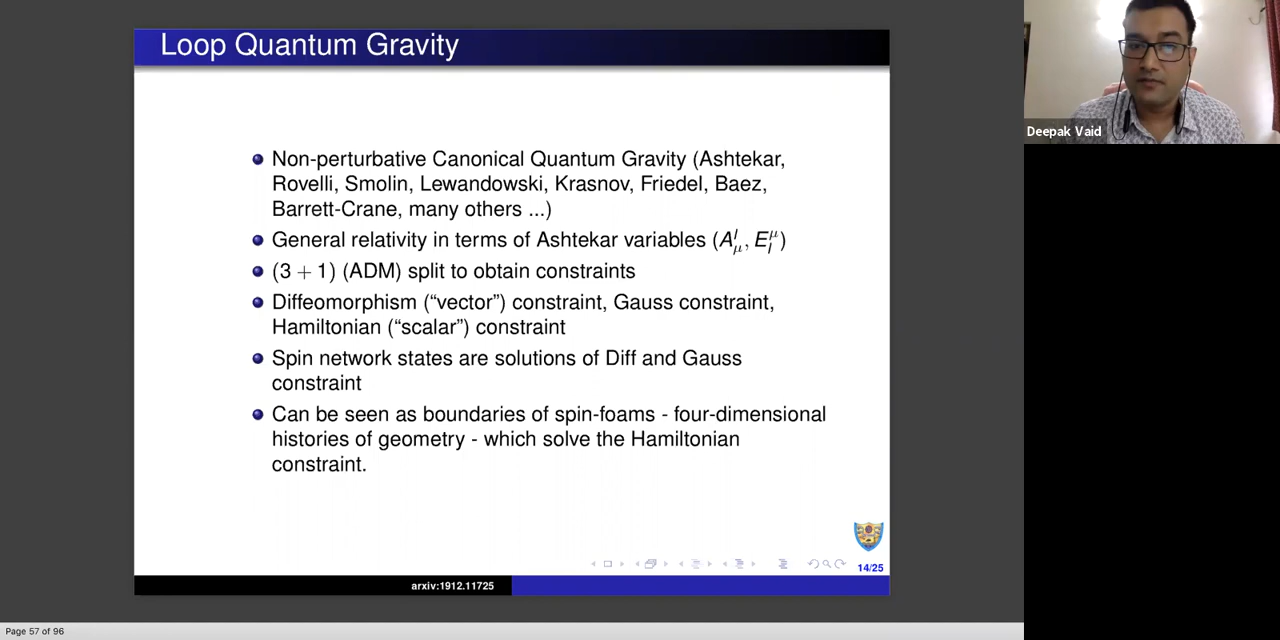 Loop Quantum Gravity
Non-perturbative Canonical Quantum Gravity (Ashtekar,
Rovelli, Smolin, Lewandowski, Krasnov, Friedel, Baez,
Barrett-Crane, many others ...)
General relativity in terms of Ashtekar variables (A^I_μ, E^μ_I)
(3 + 1) (ADM) split to obtain constraints
Diffeomorphism (“vector”) constraint, Gauss constraint,
Hamiltonian (“scalar”) constraint
Spin network states are solutions of Diff and Gauss
constraint
Can be seen as boundaries of spin-foams - four-dimensional
histories of geometry - which solve the Hamiltonian
constraint.
14/25
arxiv:1912.11725
Page 57 of 96
Deepak Vaid